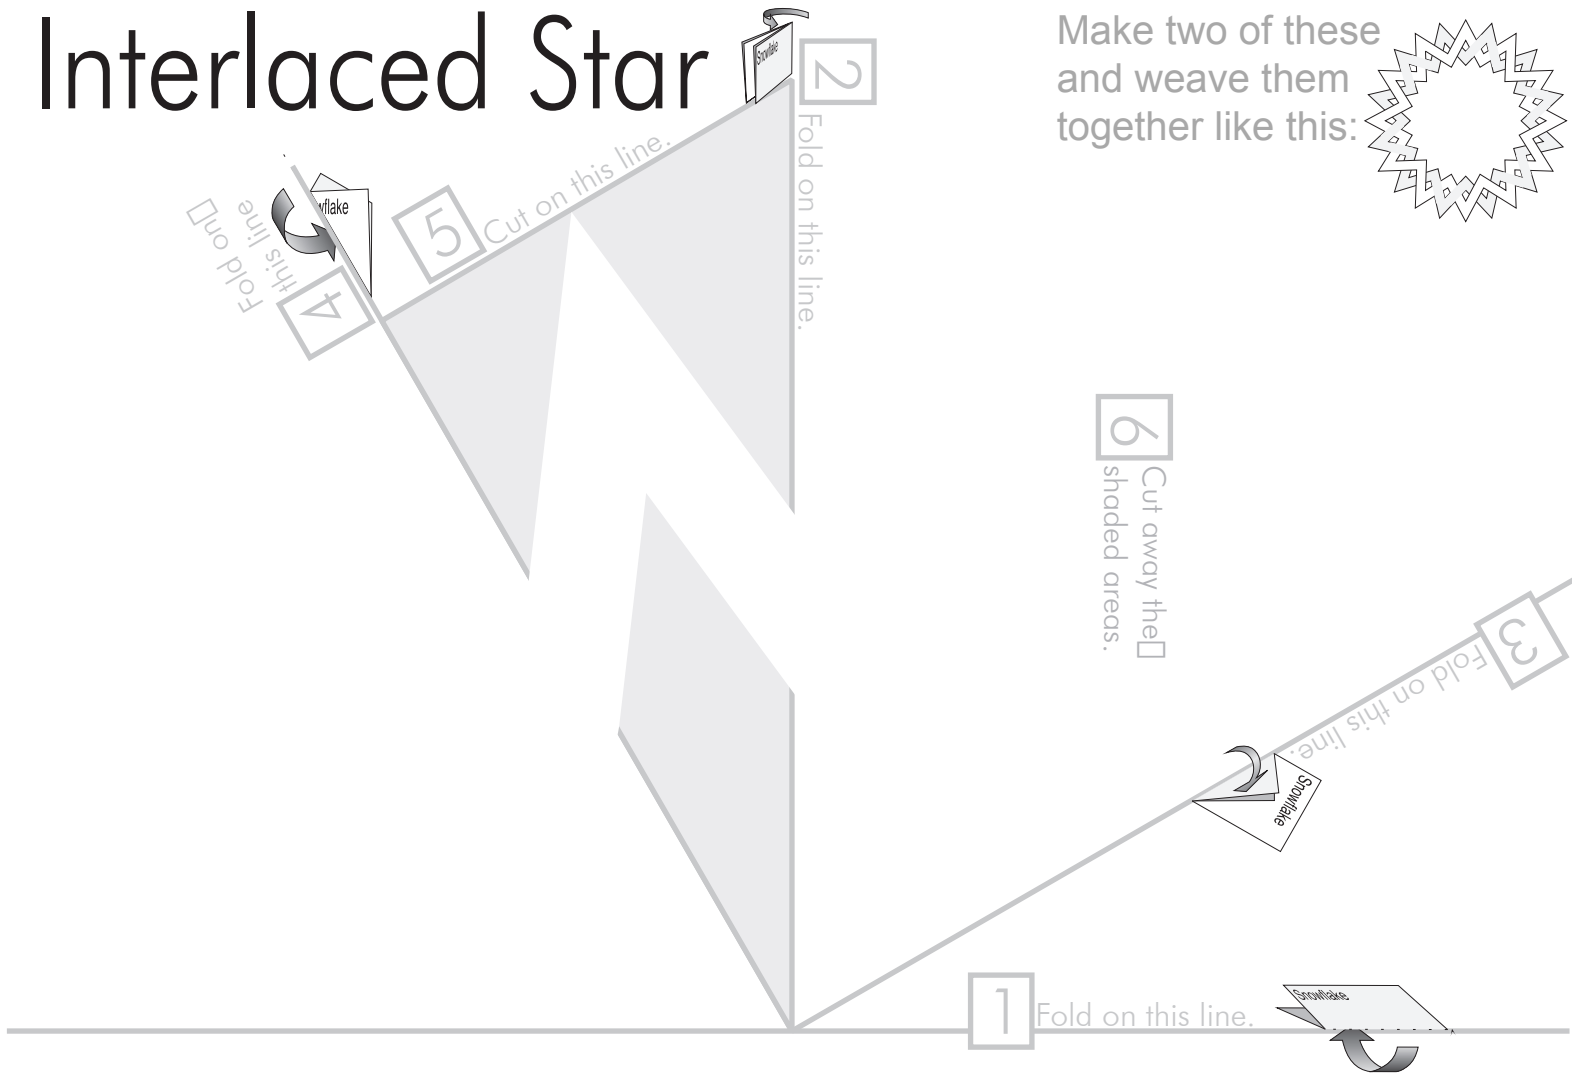 Interlaced Star
Snowflake
2
Fold on this line.
Make two of these
and weave them
together like this:
wflake
Fold on
this line
4
5
Cut on this line.
6
Cut away the
shaded areas.
3
Fold on this line.
Snowflake
1
Fold on this line.
Snowflake